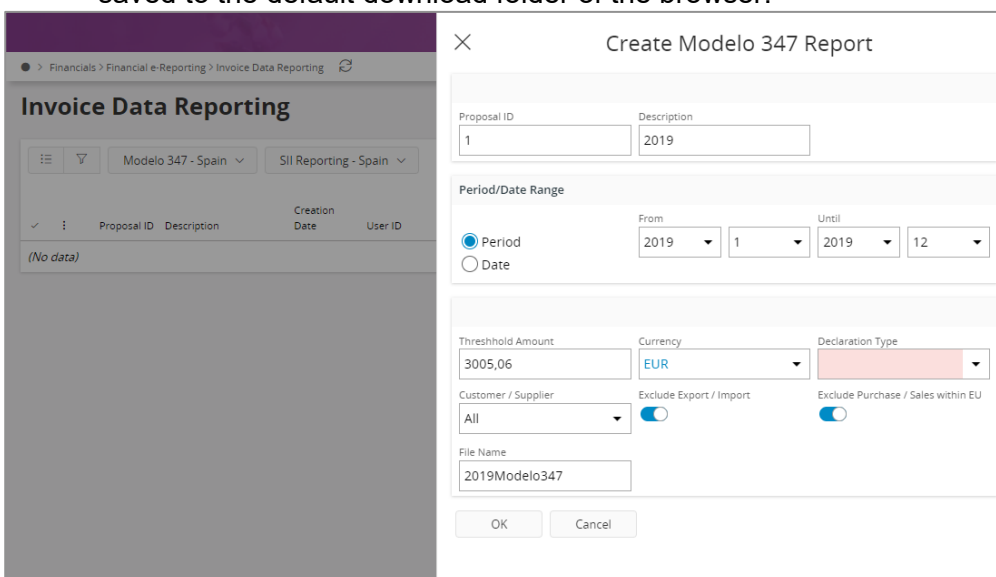 saved to the default download folder of the browser.
Create Modelo 347 Report
Financials > Financial e-Reporting > Invoice Data Reporting
Invoice Data Reporting
Modelo 347 - Spain
SII Reporting - Spain
Proposal ID Description Creation Date User ID
(No data)
Proposal ID Description
1 2019
Period/Date Range
From Until
Period 2019 1 2019 12
Date
Threshhold Amount Currency Declaration Type
3005,06 EUR
Customer / Supplier Exclude Export / Import Exclude Purchase / Sales within EU
All
File Name
2019Modelo347
OK Cancel